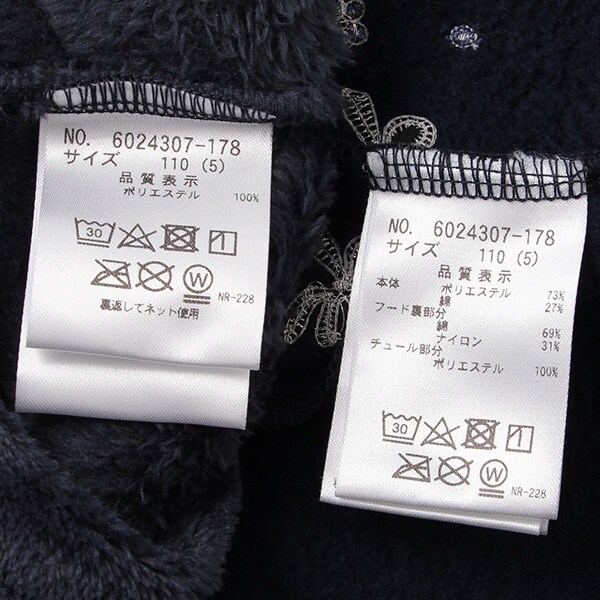 NO. 6024307-178
サイズ 110 (5)
品質表示
ポリエステル 100%
30
W
NR-228
裏返してネット使用
NO. 6024307-178
サイズ 110 (5)
品質表示
本体 ポリエステル 73%
綿 27%
フード裏部分
綿 69%
ナイロン 31%
チュール部分
ポリエステル 100%
30
W
NR-228